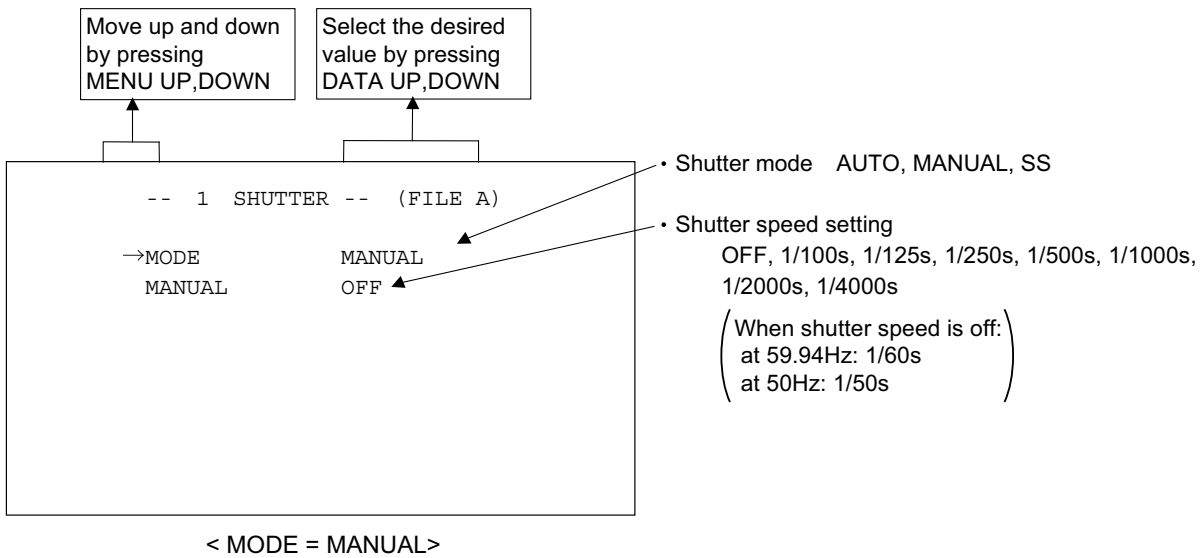 Move up and down
by pressing
MENU UP,DOWN
Select the desired
value by pressing
DATA UP,DOWN
-- 1 SHUTTER -- (FILE A)
→MODE MANUAL
MANUAL OFF
・Shutter mode AUTO, MANUAL, SS
・Shutter speed setting
OFF, 1/100s, 1/125s, 1/250s, 1/500s, 1/1000s,
1/2000s, 1/4000s
(When shutter speed is off:
at 59.94Hz: 1/60s
at 50Hz: 1/50s)
< MODE = MANUAL>